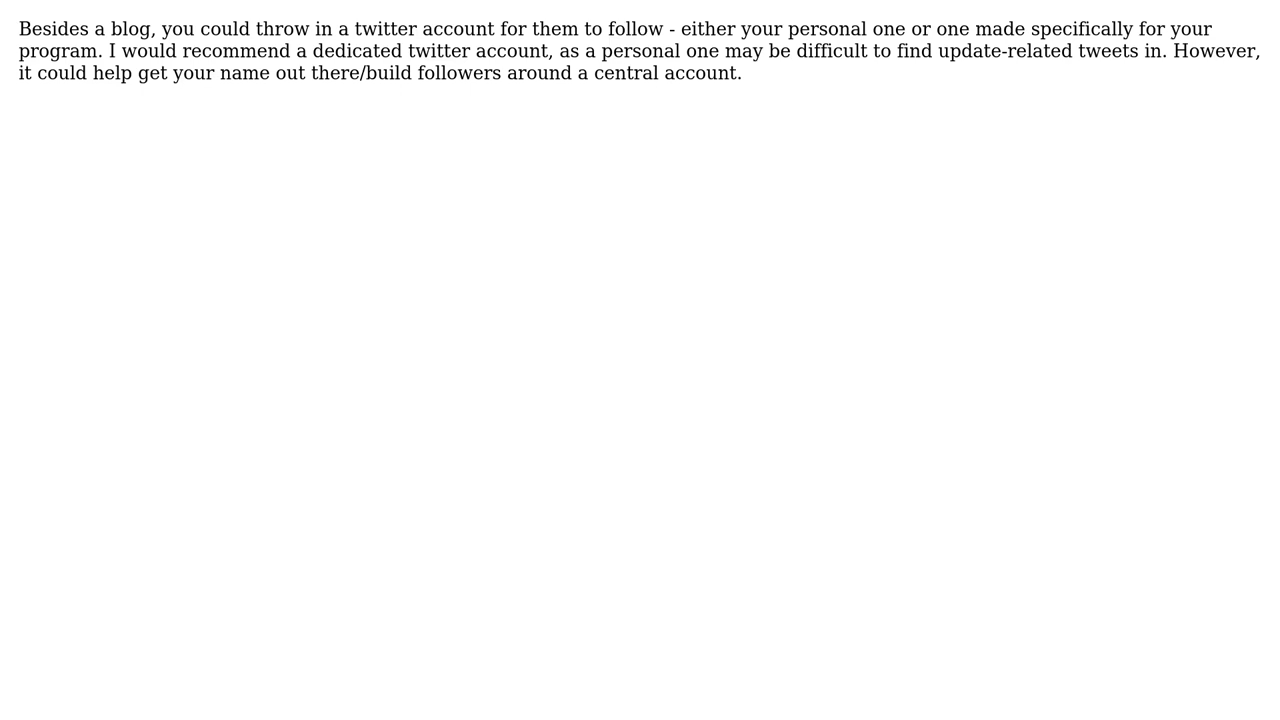 Besides a blog, you could throw in a twitter account for them to follow - either your personal one or one made specifically for your
program. I would recommend a dedicated twitter account, as a personal one may be difficult to find update-related tweets in. However,
it could help get your name out there/build followers around a central account.